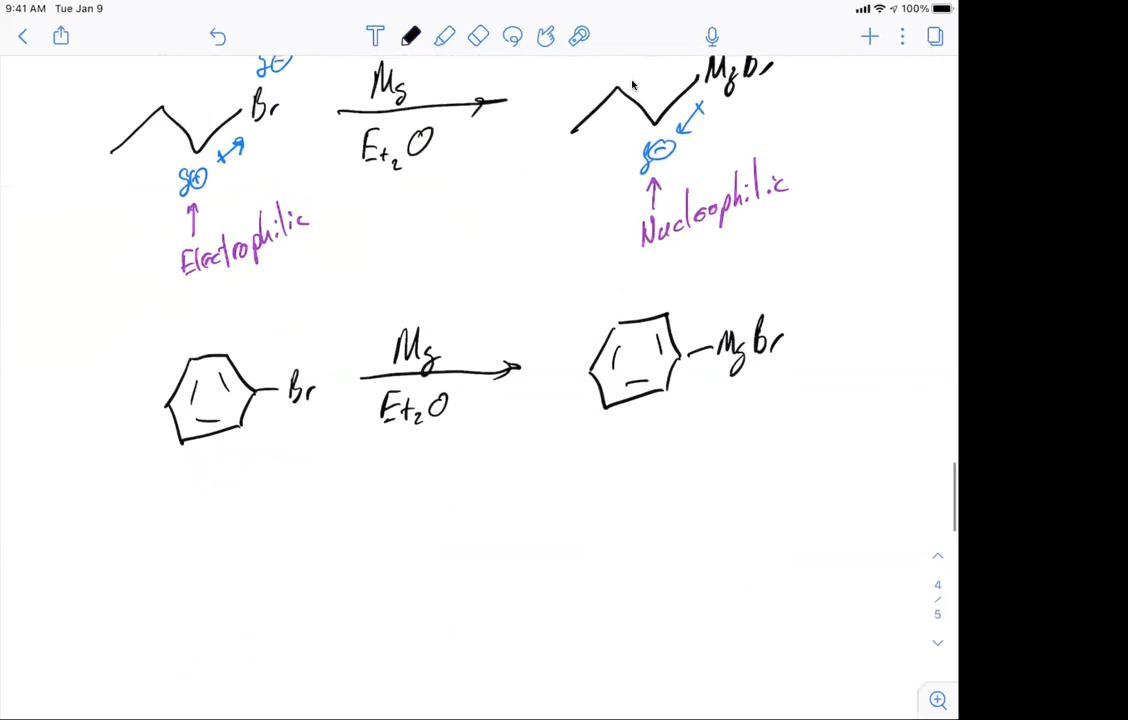 9:41 AM Tue Jan 9
100%
T
δ⊖
Br
Mg
Et₂O
MgBr
δ⊕
δ⊖
Electrophilic
Nucleophilic
Br
Mg
Et₂O
MgBr
4
/
5